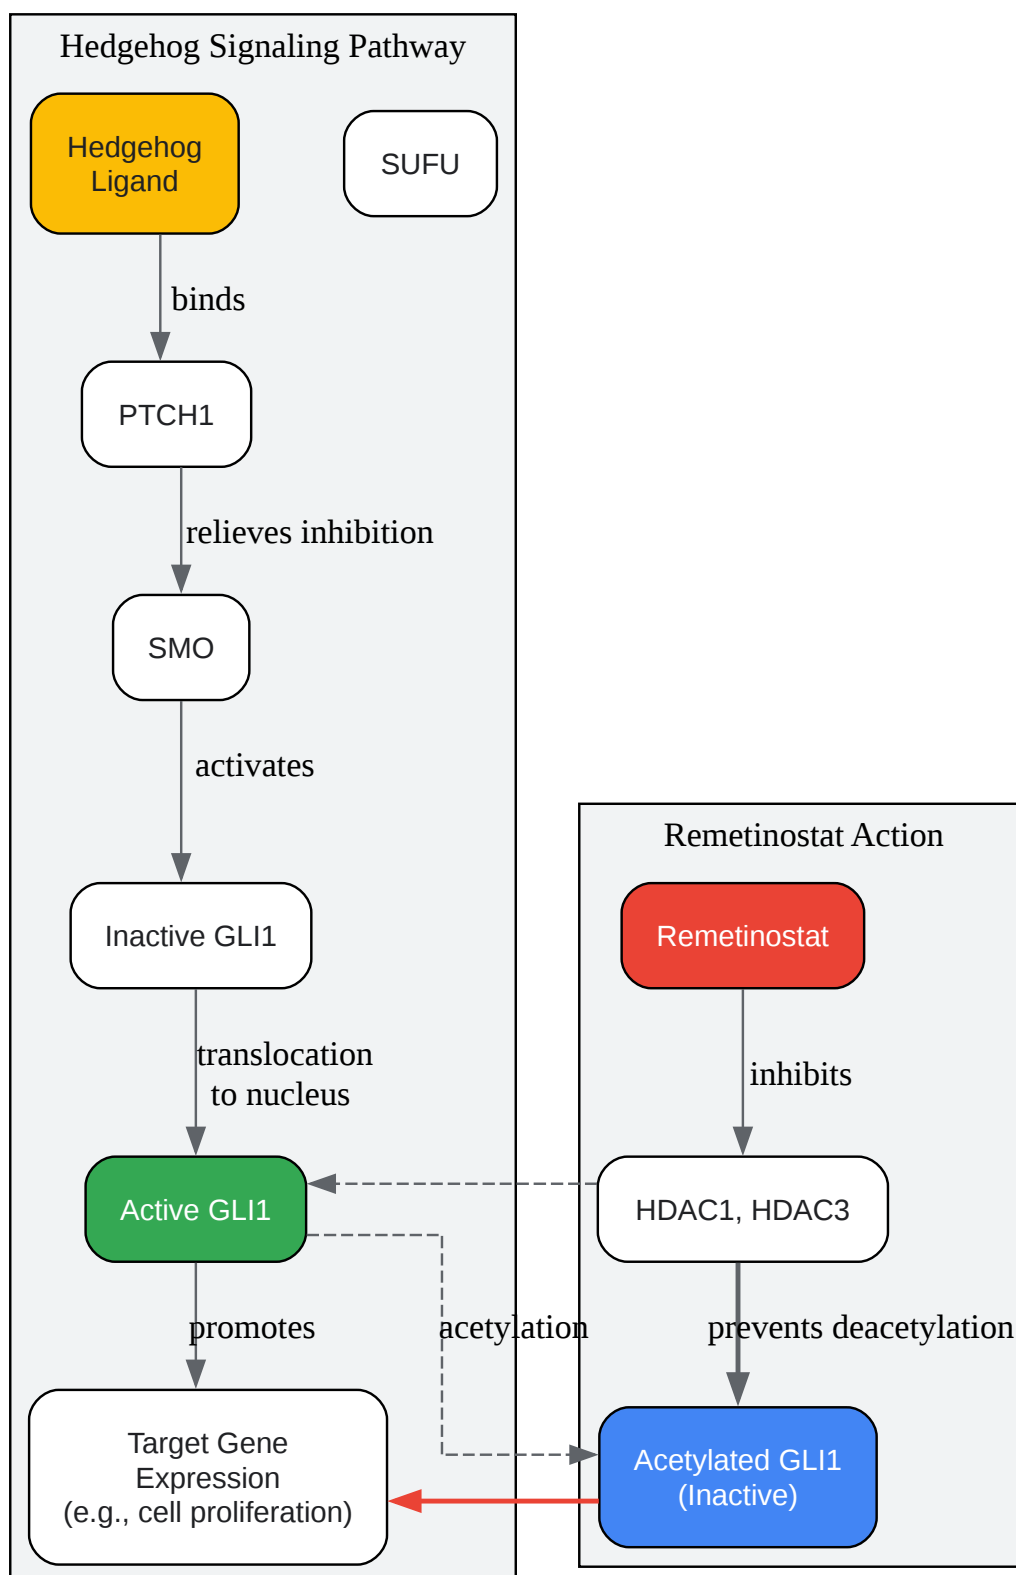 Hedgehog Signaling Pathway
Hedgehog
Ligand
SUFU
binds
PTCH1
relieves inhibition
SMO
activates
Inactive GLI1
translocation
to nucleus
Active GLI1
promotes
acetylation
Target Gene
Expression
(e.g., cell proliferation)
Remetinostat Action
Remetinostat
inhibits
HDAC1, HDAC3
prevents deacetylation
Acetylated GLI1
(Inactive)